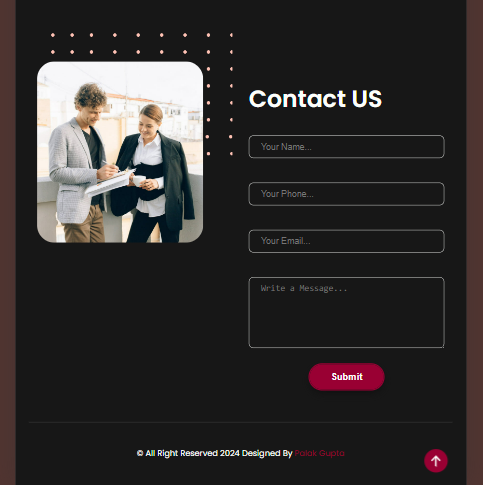 Contact US
Your Name...
Your Phone...
Your Email...
Write a Message...
Submit
© All Right Reserved 2024 Designed By Palak Gupta